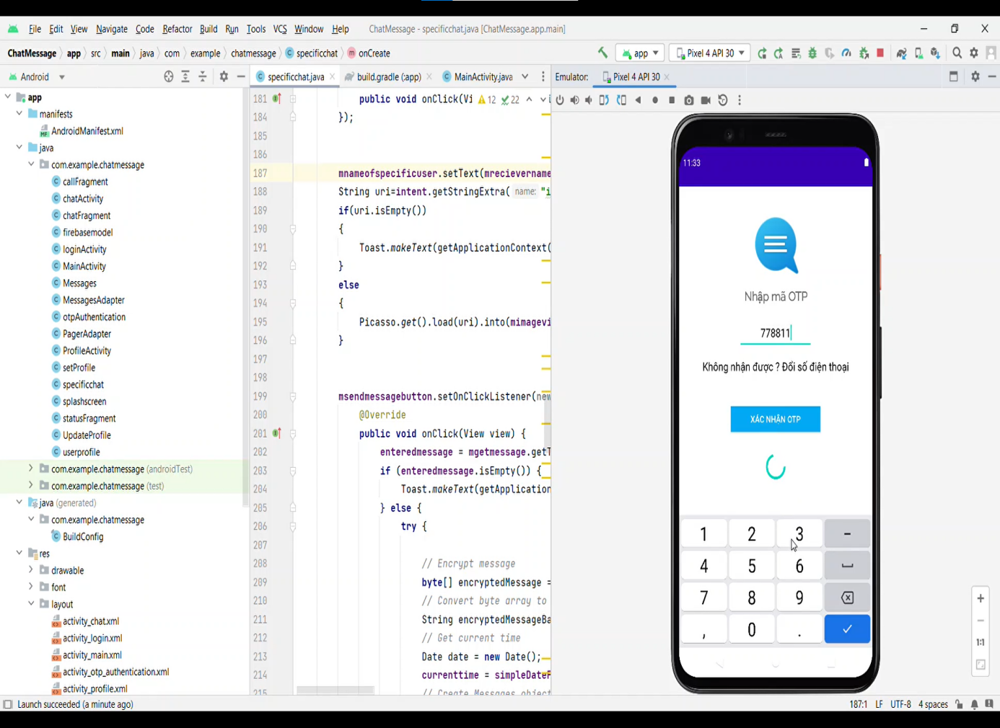 File Edit View Navigate Code Refactor Build Run Tools VCS Window Help ChatMessage - specificchat.java [ChatMessage.app.main]
ChatMessage app src main java com example chatmessage specificchat onCreate app Pixel 4 API 30
Android specificchat.java build.gradle (:app) MainActivity.java Emulator: Pixel 4 API 30
app
manifests
AndroidManifest.xml
java
com.example.chatmessage
callFragment
chatActivity
chatFragment
firebasemodel
loginActivity
MainActivity
Messages
MessagesAdapter
otpAuthentication
PagerAdapter
ProfileActivity
setProfile
specificchat
splashscreen
statusFragment
UpdateProfile
userprofile
com.example.chatmessage (androidTest)
com.example.chatmessage (test)
java (generated)
com.example.chatmessage
BuildConfig
res
drawable
font
layout
activity_chat.xml
activity_login.xml
activity_main.xml
activity_otp_authentication.xml
activity_profile.xml
181 public void onClick(Vi 12 22
184 });
185
186
187 mnameofspecificuser.setText(mrecievername
188 String uri=intent.getStringExtra( name: "i
189 if(uri.isEmpty())
190 {
191 Toast.makeText(getApplicationContext(
192 }
193 else
194 {
195 Picasso.get().load(uri).into(mimagevi
196 }
197
198
199 msendmessagebutton.setOnClickListener(new
200 @Override
201 public void onClick(View view) {
202 enteredmessage = mgetmessage.getT
203 if (enteredmessage.isEmpty()) {
204 Toast.makeText(getApplication
205 } else {
206 try {
207
208 // Encrypt message
209 byte[] encryptedMessage =
210 // Convert byte array to
211 String encryptedMessageBa
212 // Get current time
213 Date date = new Date();
214 currenttime = simpleDateF
215 // Create Messages object
11:33
Nhập mã OTP
778811
Không nhận được ? Đổi số điện thoại
XÁC NHẬN OTP
1 2 3 -
4 5 6
7 8 9
, 0 .
1:1
Launch succeeded (a minute ago) 187:1 LF UTF-8 4 spaces